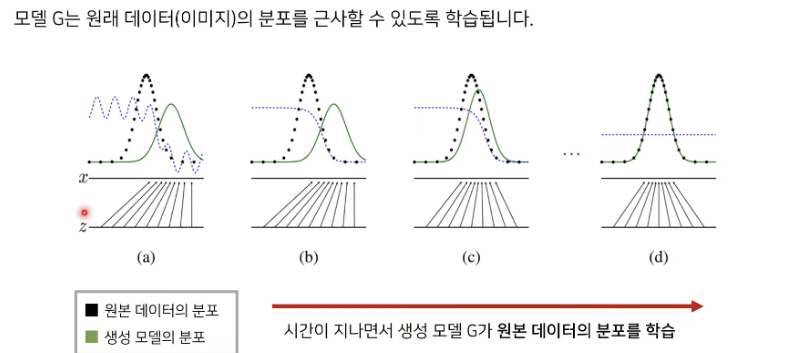 모델 G는 원래 데이터(이미지)의 분포를 근사할 수 있도록 학습됩니다.
x
...
z
(a) (b) (c) (d)
원본 데이터의 분포
생성 모델의 분포
시간이 지나면서 생성 모델 G가 원본 데이터의 분포를 학습